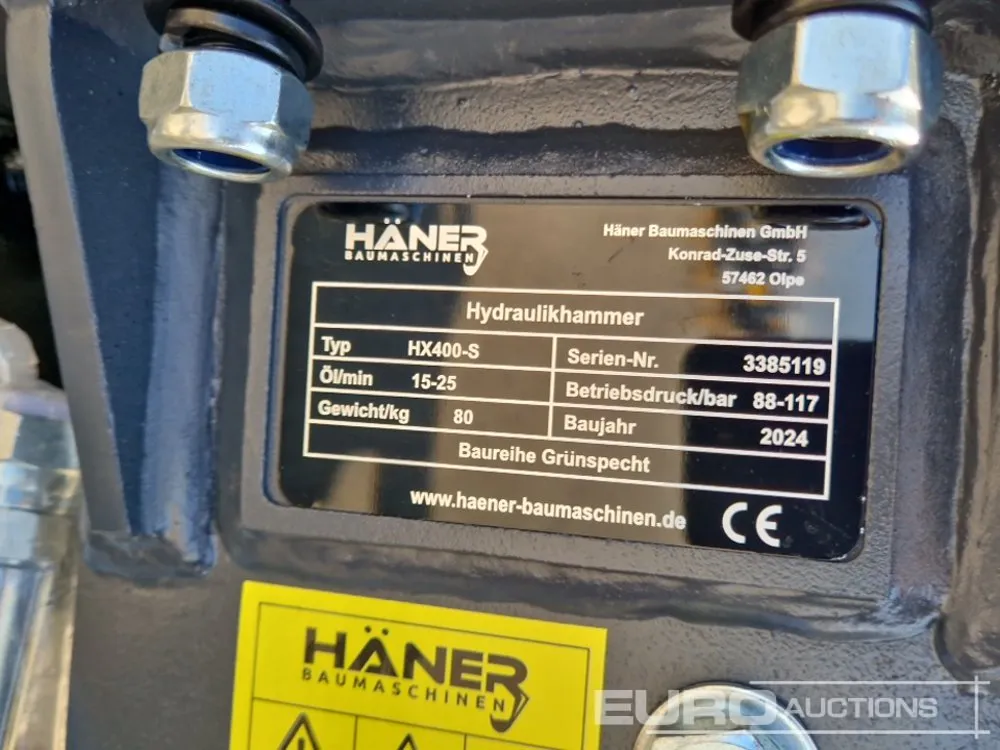 HÄNER
BAUMASCHINEN
Häner Baumaschinen GmbH
Konrad-Zuse-Str. 5
57462 Olpe
Hydraulikhammer
Typ HX400-S Serien-Nr. 3385119
Öl/min 15-25 Betriebsdruck/bar 88-117
Gewicht/kg 80 Baujahr 2024
Baureihe Grünspecht
www.haener-baumaschinen.de CE
HÄNER
BAUMASCHINEN
EURO AUCTIONS